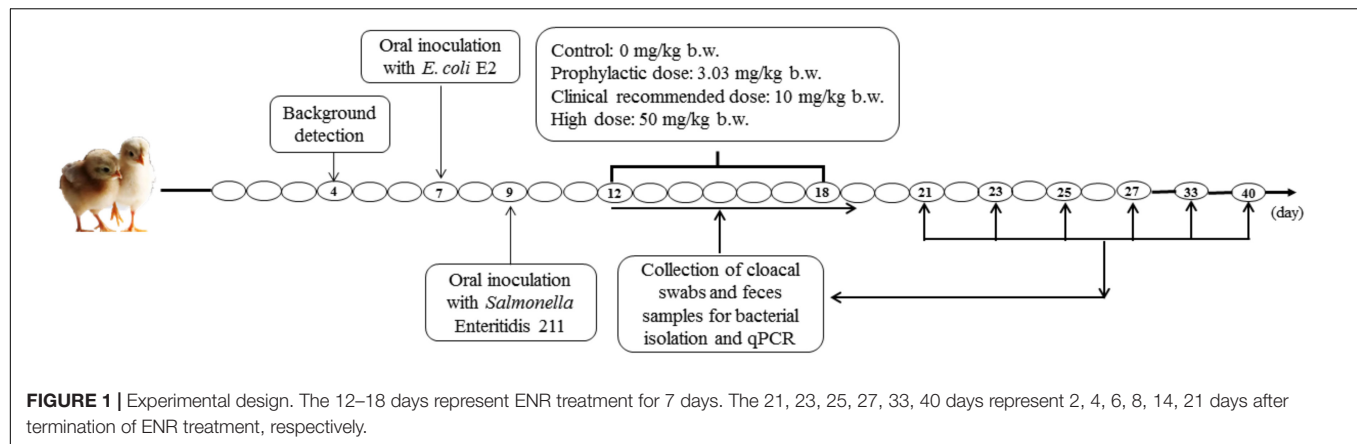 Oral inoculation
with E. coli E2
Control: 0 mg/kg b.w.
Prophylactic dose: 3.03 mg/kg b.w.
Clinical recommended dose: 10 mg/kg b.w.
High dose: 50 mg/kg b.w.
Background
detection
4 7 9 12 18 21 23 25 27 33 40
(day)
Oral inoculation
with Salmonella
Enteritidis 211
Collection of cloacal
swabs and feces
samples for bacterial
isolation and qPCR
FIGURE 1 | Experimental design. The 12–18 days represent ENR treatment for 7 days. The 21, 23, 25, 27, 33, 40 days represent 2, 4, 6, 8, 14, 21 days after
termination of ENR treatment, respectively.